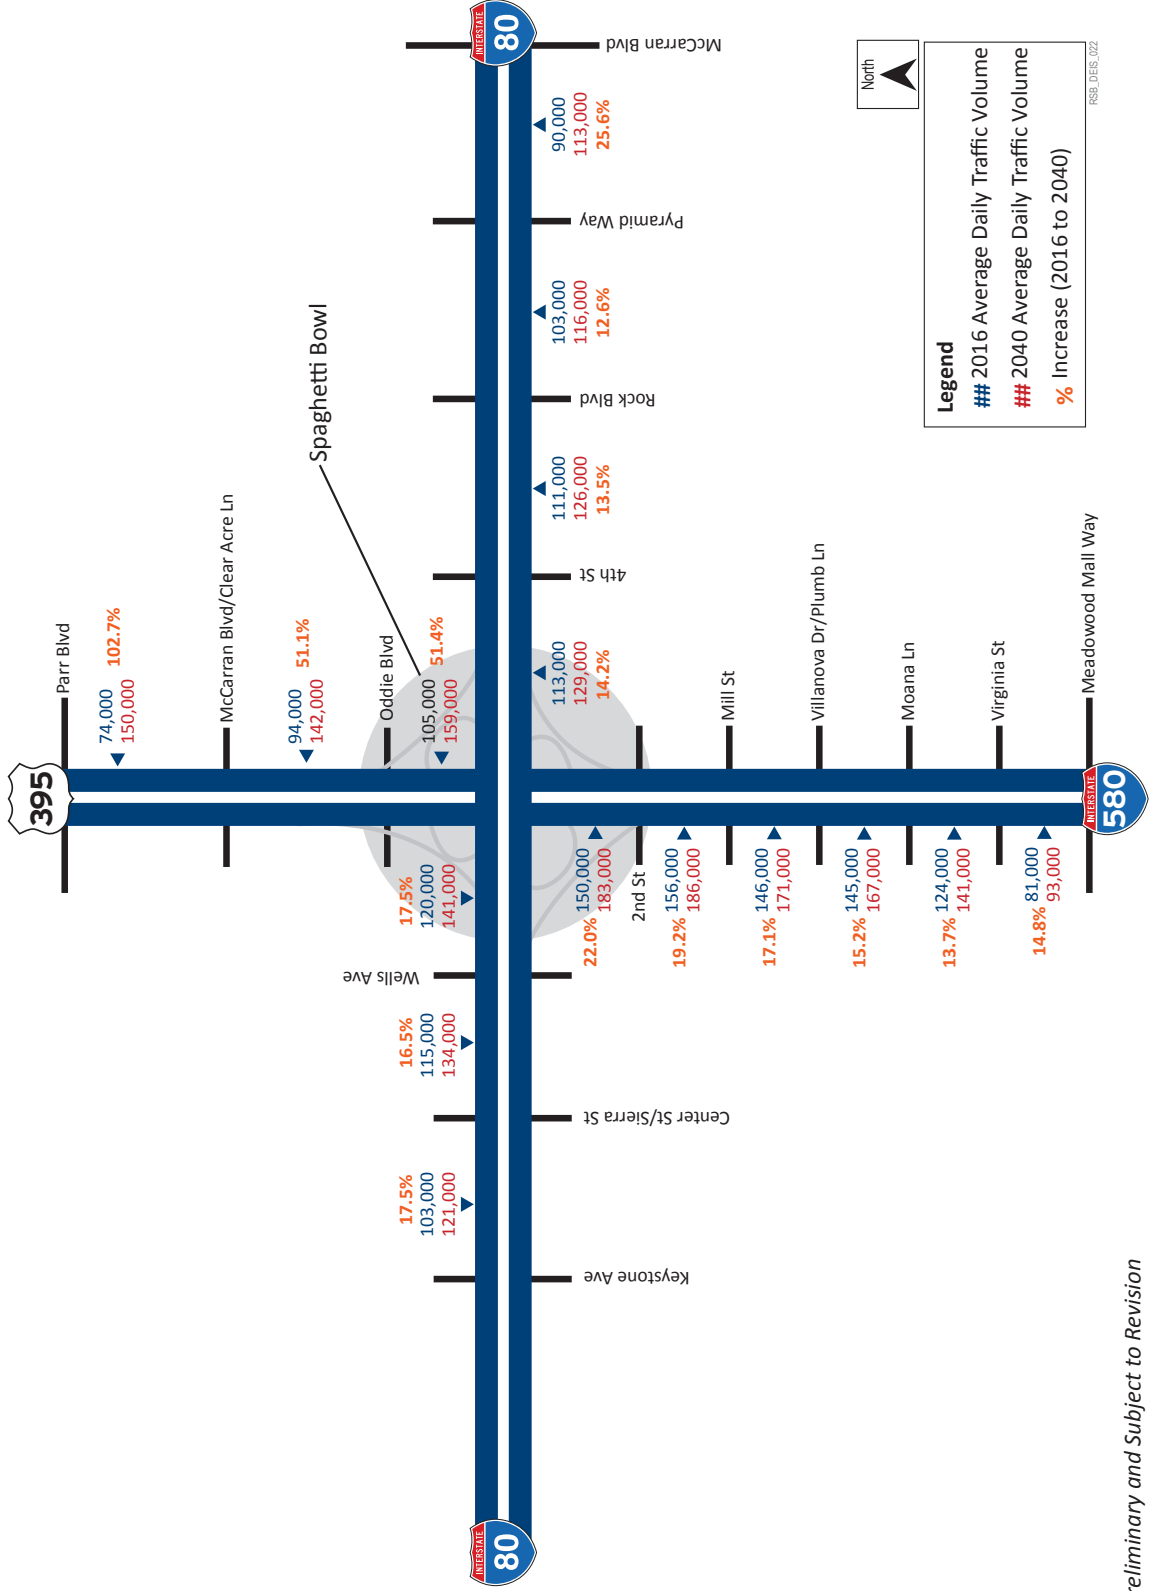 395
Parr Blvd
74,000
150,000
102.7%
McCarran Blvd/Clear Acre Ln
94,000
142,000
51.1%
Oddie Blvd
105,000
159,000
51.4%
Spaghetti Bowl
INTERSTATE
80
McCarran Blvd
90,000
113,000
25.6%
Pyramid Way
103,000
116,000
12.6%
Rock Blvd
111,000
126,000
13.5%
4th St
113,000
129,000
14.2%
17.5%
120,000
141,000
Wells Ave
16.5%
115,000
134,000
Center St/Sierra St
17.5%
103,000
121,000
Keystone Ave
INTERSTATE
80
22.0%
150,000
183,000
2nd St
19.2%
156,000
186,000
Mill St
17.1%
146,000
171,000
Villanova Dr/Plumb Ln
15.2%
145,000
167,000
Moana Ln
13.7%
124,000
141,000
Virginia St
14.8%
81,000
93,000
Meadowood Mall Way
INTERSTATE
580
North
Legend
## 2016 Average Daily Traffic Volume
## 2040 Average Daily Traffic Volume
% Increase (2016 to 2040)
RSB_DEIS_022
reliminary and Subject to Revision